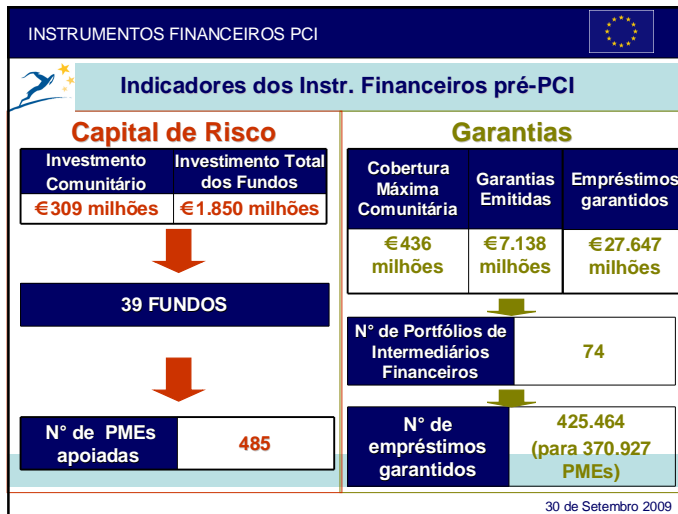 INSTRUMENTOS FINANCEIROS PCI
Indicadores dos Instr. Financeiros pré-PCI
Capital de Risco
Investmento
Comunitário
Investimento Total
dos Fundos
€309 milhões
€1.850 milhões
39 FUNDOS
N° de PMEs
apoiadas
485
Garantias
Cobertura
Máxima
Comunitária
Garantias
Emitidas
Empréstimos
garantidos
€436
milhões
€7.138
milhões
€27.647
milhões
N° de Portfólios de
Intermediários
Financeiros
74
N° de
empréstimos
garantidos
425.464
(para 370.927
PMEs)
30 de Setembro 2009